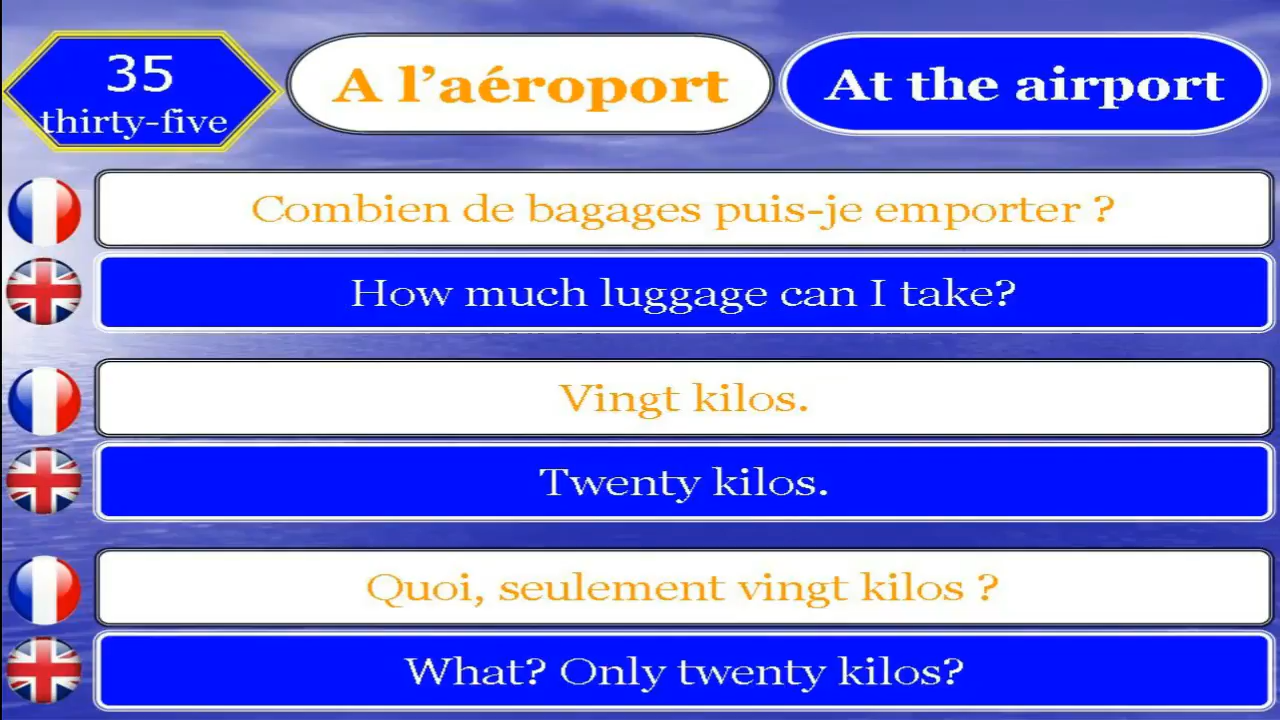 35
thirty-five
A l’aéroport
At the airport
Combien de bagages puis-je emporter ?
How much luggage can I take?
Vingt kilos.
Twenty kilos.
Quoi, seulement vingt kilos ?
What? Only twenty kilos?